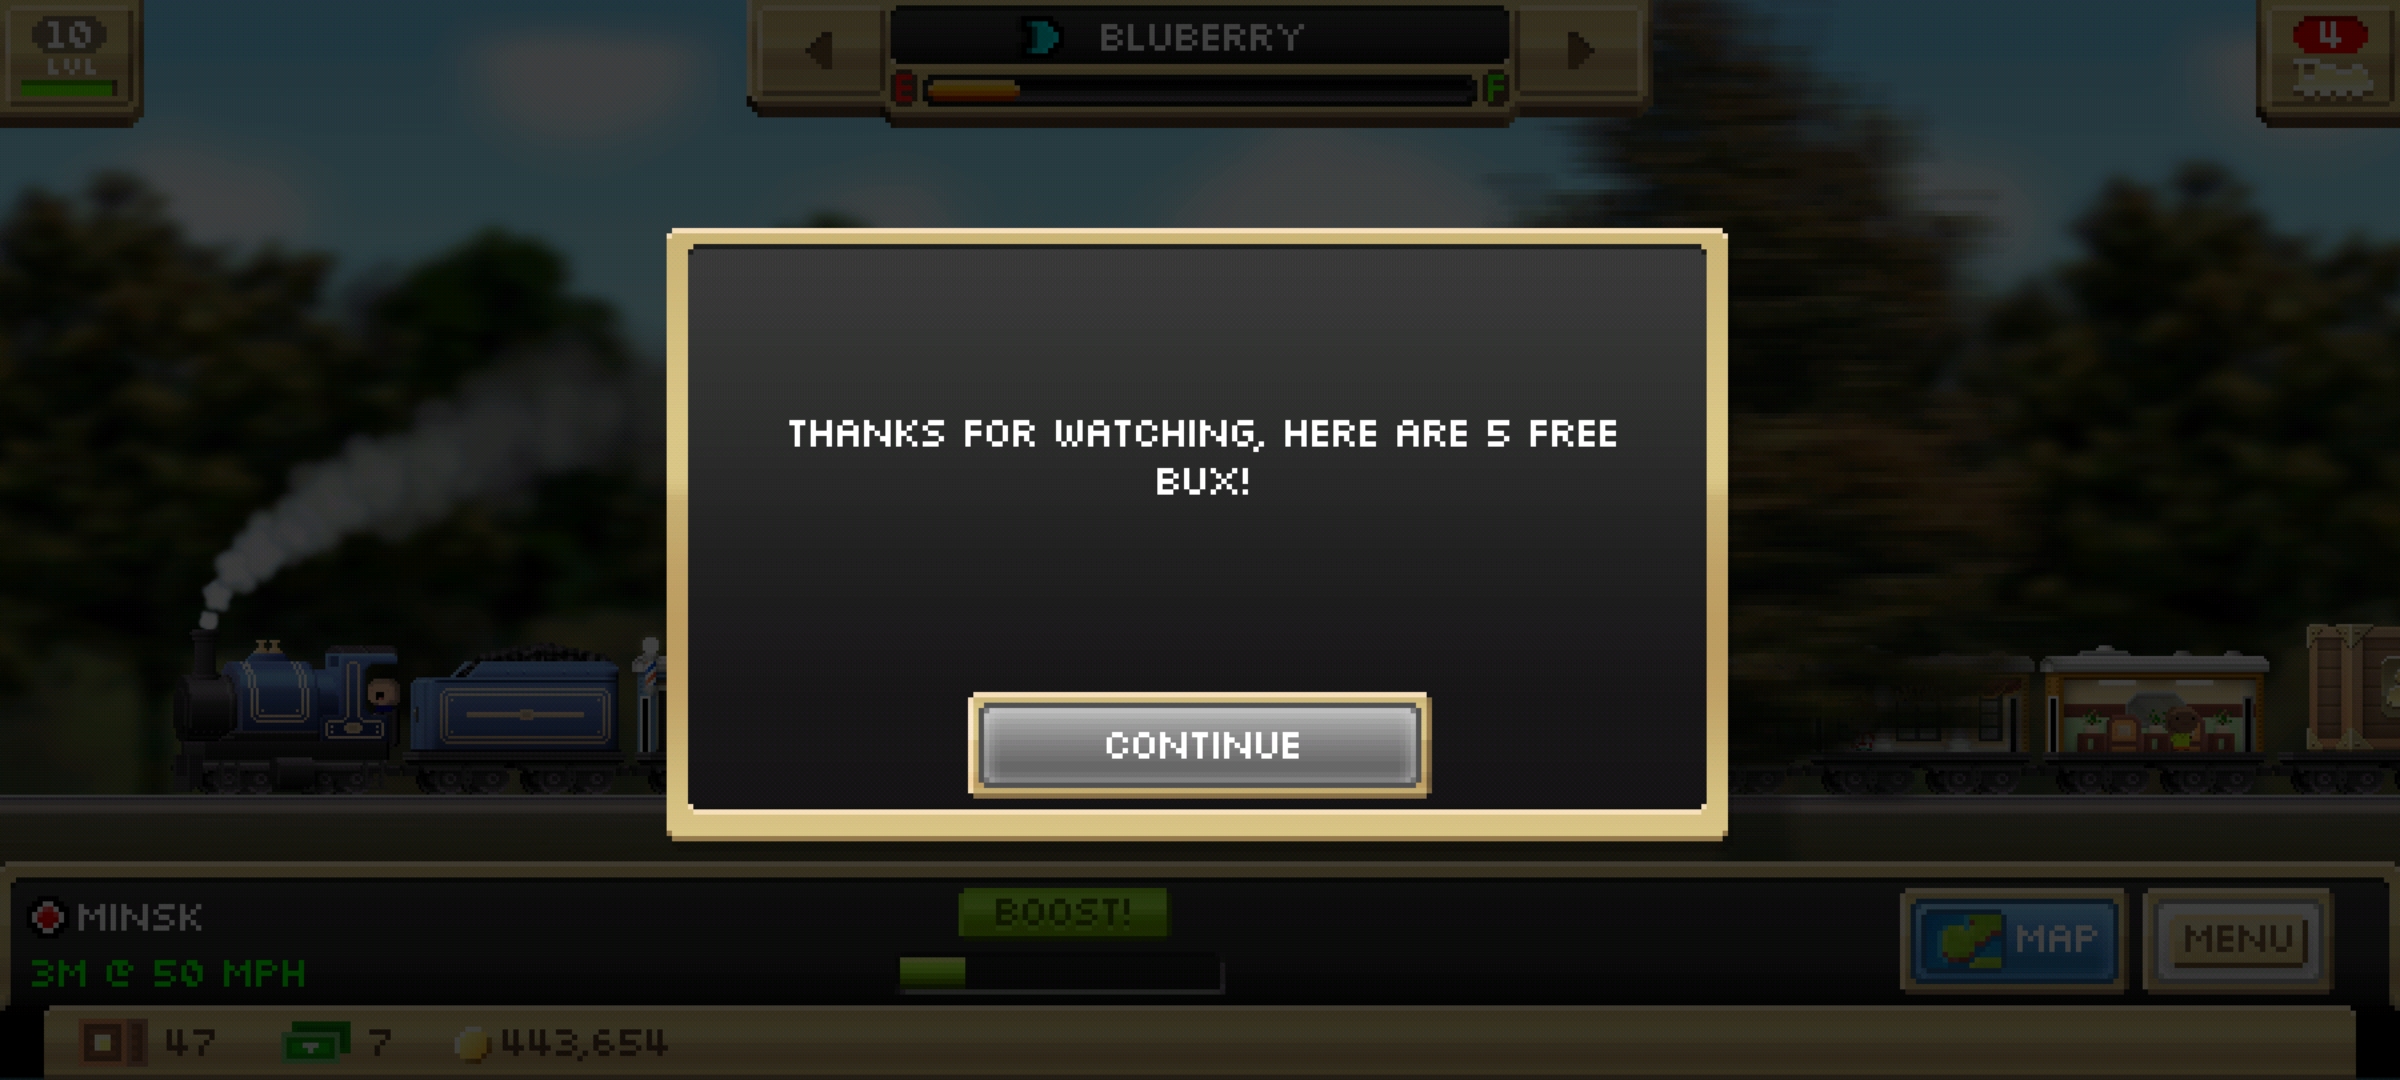 10
LVL
BLUBERRY
E F
4
THANKS FOR WATCHING, HERE ARE 5 FREE
BUX!
CONTINUE
MINSK
3M @ 50 MPH
BOOST!
MAP
MENU
47 7 443,654